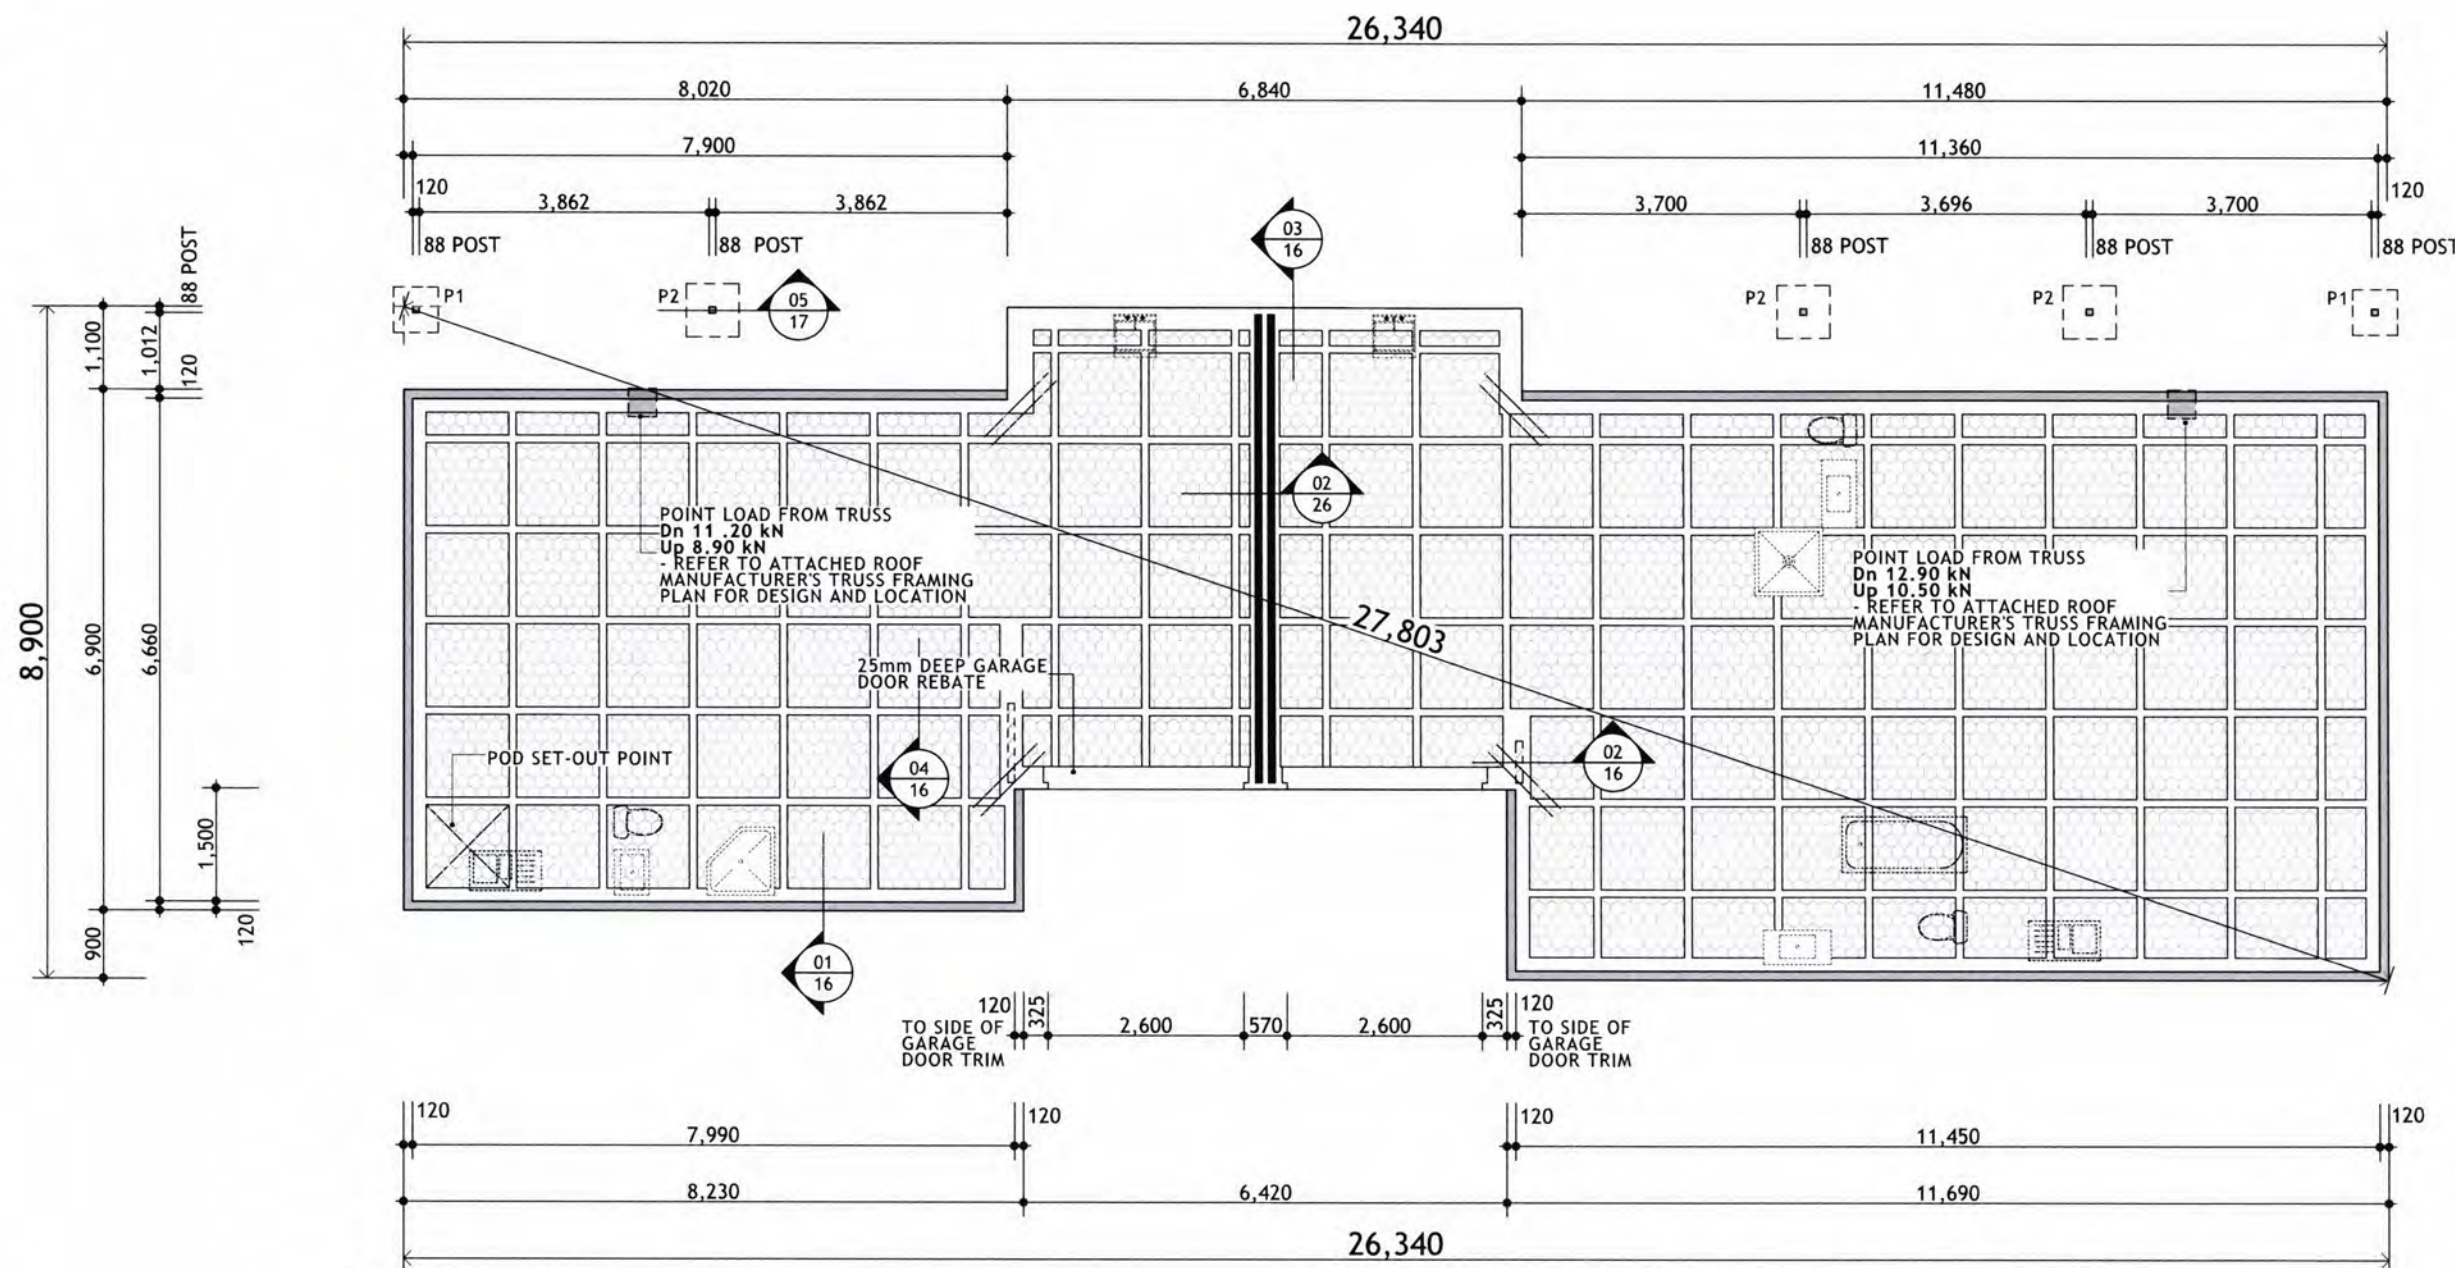 26,340
8,020
6,840
11,480
7,900
11,360
120
3,862
3,862
3,700
3,696
3,700
120
88 POST
88 POST
88 POST
88 POST
88 POST
03
16
88 POST
1,100
1,012
120
P1
P2
05
17
P2
P2
P1
02
26
POINT LOAD FROM TRUSS
Dn 11 .20 kN
Up 8.90 kN
- REFER TO ATTACHED ROOF
MANUFACTURER'S TRUSS FRAMING
PLAN FOR DESIGN AND LOCATION
POINT LOAD FROM TRUSS
Dn 12.90 kN
Up 10.50 kN
- REFER TO ATTACHED ROOF
MANUFACTURER'S TRUSS FRAMING
PLAN FOR DESIGN AND LOCATION
8,900
6,900
6,660
27,803
25mm DEEP GARAGE
DOOR REBATE
POD SET-OUT POINT
04
16
02
16
1,500
900
120
01
16
120
325
2,600
570
2,600
325
120
TO SIDE OF
GARAGE
DOOR TRIM
TO SIDE OF
GARAGE
DOOR TRIM
120
7,990
120
120
11,450
120
8,230
6,420
11,690
26,340